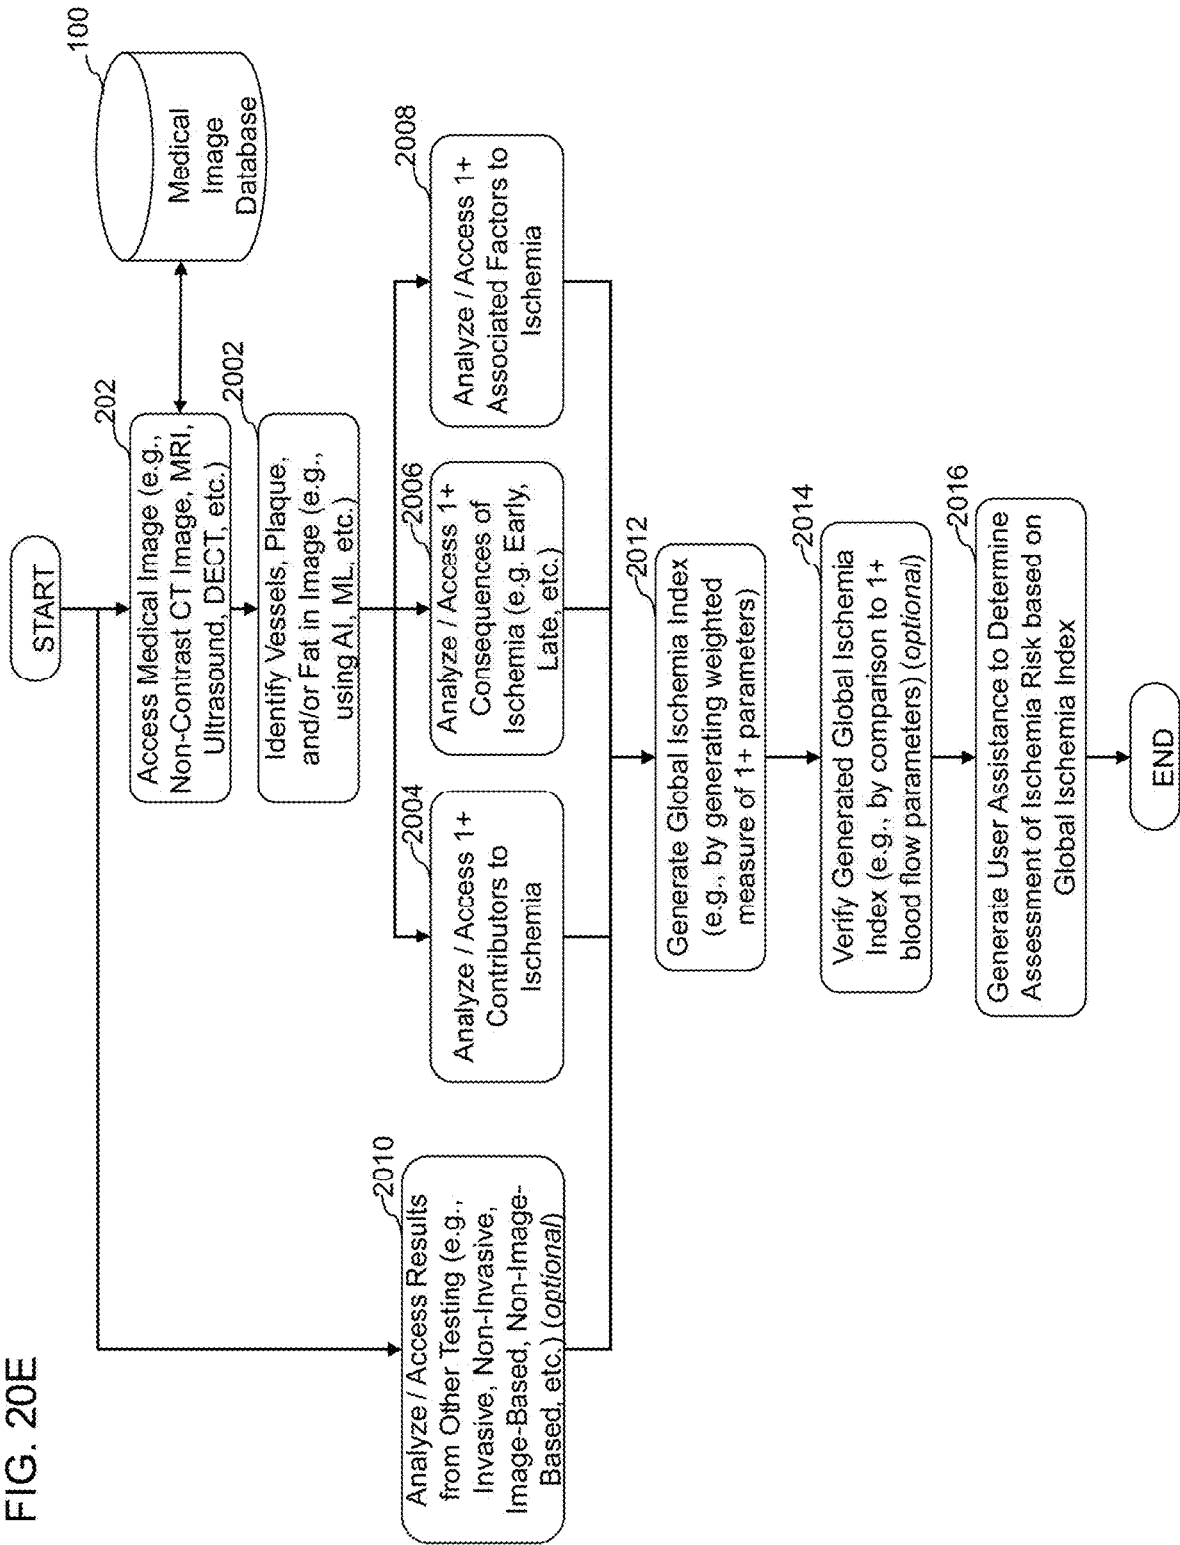 FIG. 20E
START
100
Medical
Image
Database
202
Access Medical Image (e.g.,
Non-Contrast CT Image, MRI,
Ultrasound, DECT, etc.)
2002
Identify Vessels, Plaque,
and/or Fat in Image (e.g.,
using AI, ML, etc.)
2010
Analyze / Access Results
from Other Testing (e.g.,
Invasive, Non-Invasive,
Image-Based, Non-Image-
Based, etc.) (optional)
2004
Analyze / Access 1+
Contributors to
Ischemia
2006
Analyze / Access 1+
Consequences of
Ischemia (e.g. Early,
Late, etc.)
2008
Analyze / Access 1+
Associated Factors to
Ischemia
2012
Generate Global Ischemia Index
(e.g., by generating weighted
measure of 1+ parameters)
2014
Verify Generated Global Ischemia
Index (e.g., by comparison to 1+
blood flow parameters) (optional)
2016
Generate User Assistance to Determine
Assessment of Ischemia Risk based on
Global Ischemia Index
END